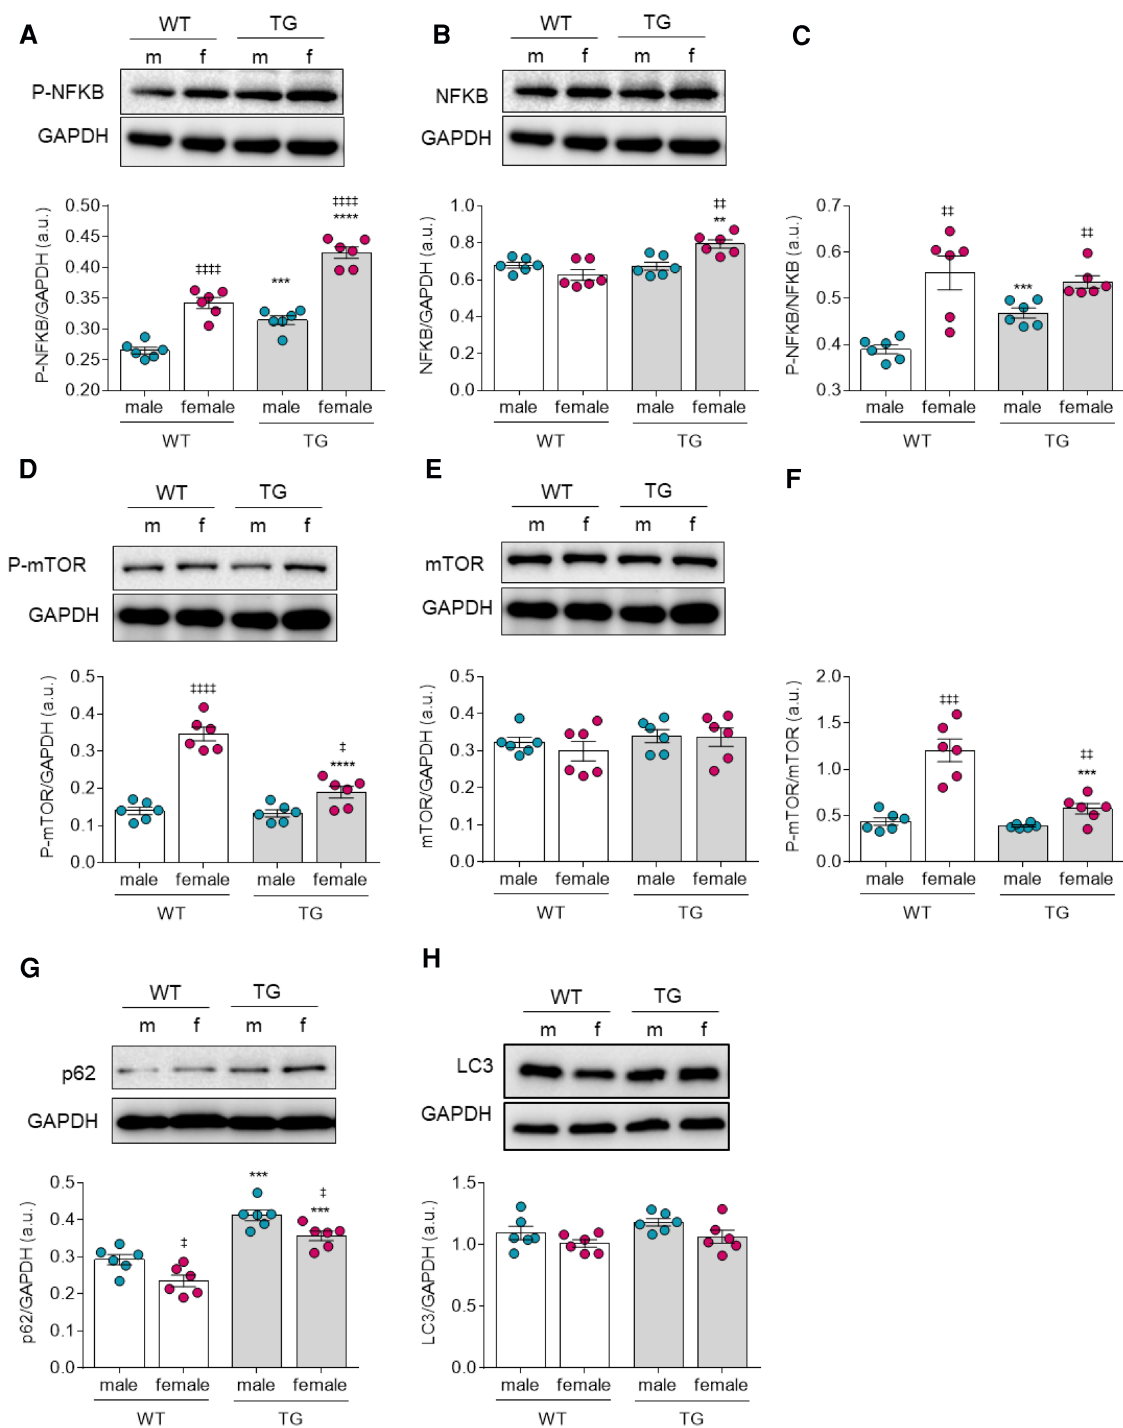 A
WT TG
m f m f
P-NFKB
GAPDH
P-NFKB/GAPDH (a.u.)
0.50
0.45
0.40
0.35
0.30
0.25
0.20
‡‡‡‡
***
‡‡‡‡
****
male female male female
WT TG
B
WT TG
m f m f
NFKB
GAPDH
NFKB/GAPDH (a.u.)
1.0
0.8
0.6
0.4
0.2
0.0
‡‡
**
male female male female
WT TG
C
P-NFKB/NFKB (a.u.)
0.7
0.6
0.5
0.4
0.3
‡‡
***
‡‡
male female male female
WT TG
D
WT TG
m f m f
P-mTOR
GAPDH
P-mTOR/GAPDH (a.u.)
0.5
0.4
0.3
0.2
0.1
0.0
‡‡‡‡
‡
****
male female male female
WT TG
E
WT TG
m f m f
mTOR
GAPDH
mTOR/GAPDH (a.u.)
0.5
0.4
0.3
0.2
0.1
0.0
male female male female
WT TG
F
P-mTOR/mTOR (a.u.)
2.0
1.5
1.0
0.5
0.0
‡‡‡
‡‡
***
male female male female
WT TG
G
WT TG
m f m f
p62
GAPDH
p62/GAPDH (a.u.)
0.5
0.4
0.3
0.2
0.1
0.0
‡
***
‡
***
male female male female
WT TG
H
WT TG
m f m f
LC3
GAPDH
LC3/GAPDH (a.u.)
1.5
1.0
0.5
0.0
male female male female
WT TG